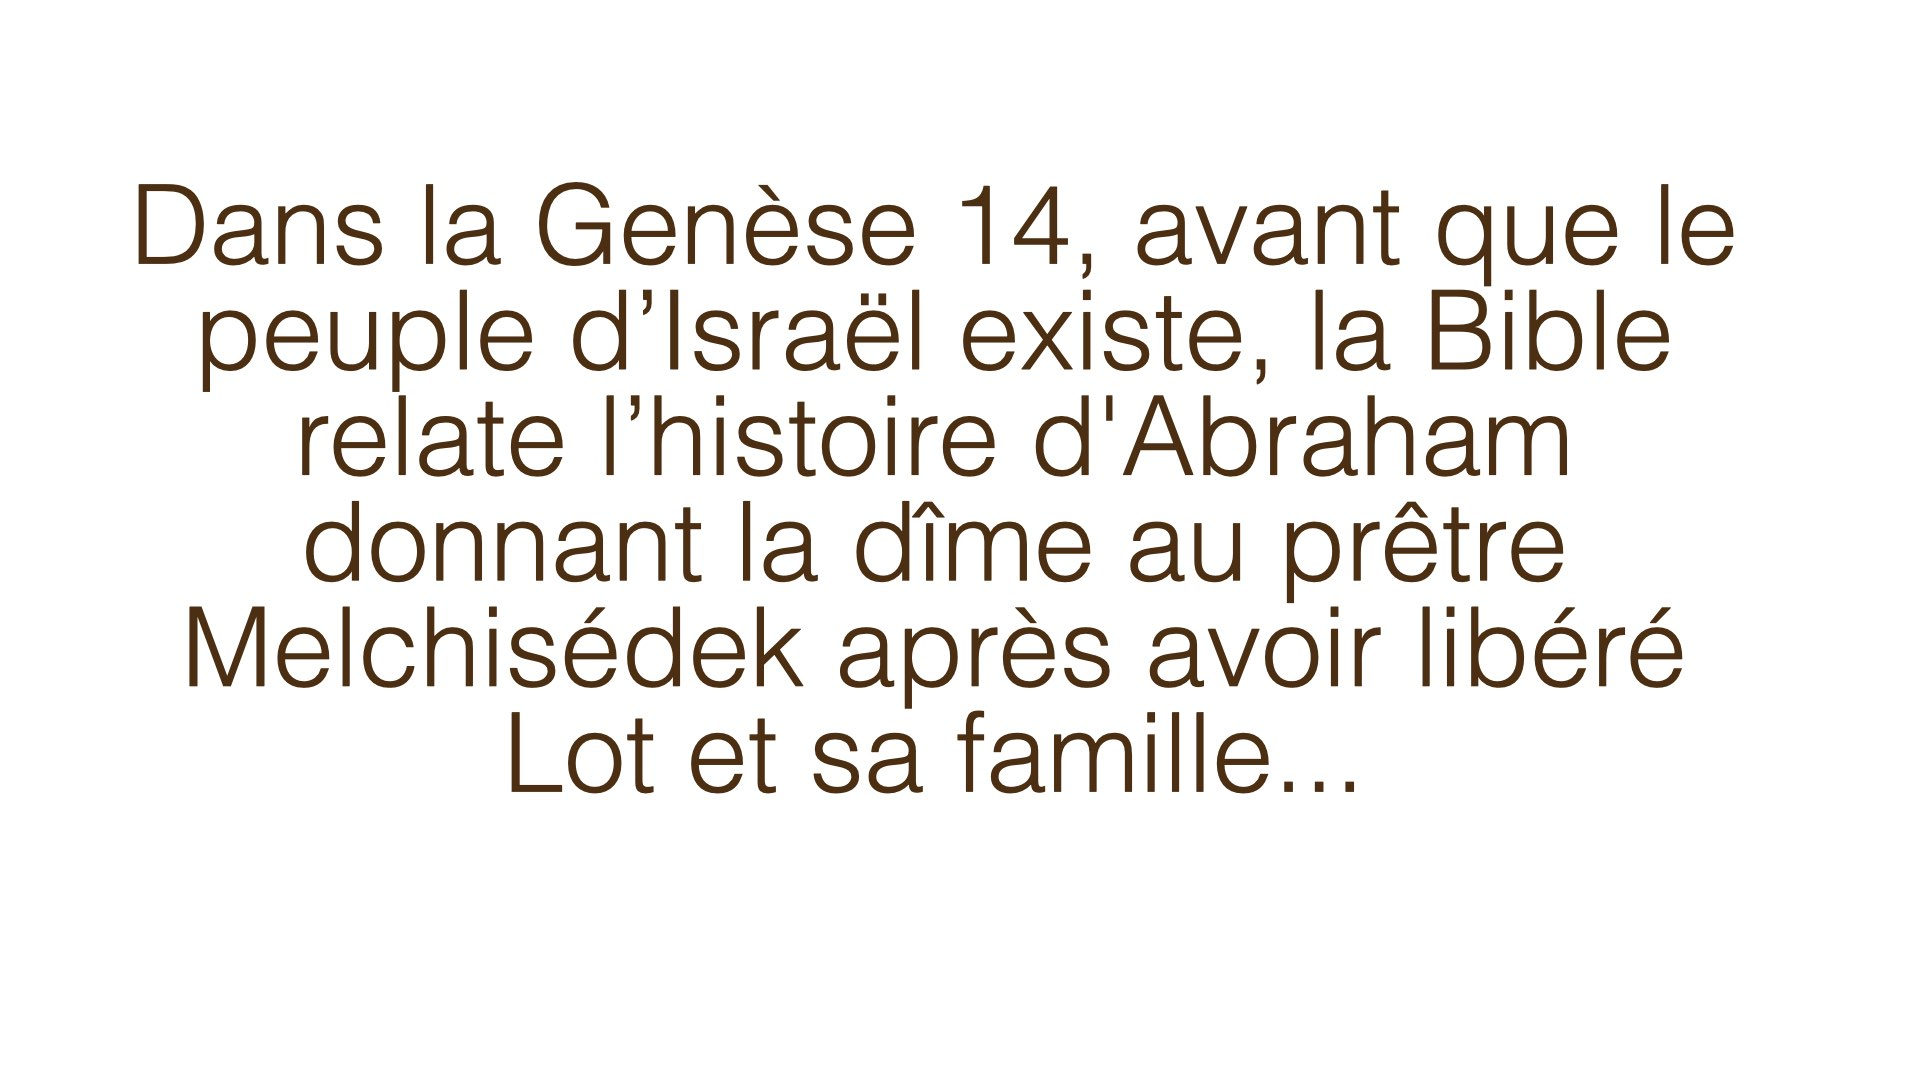 Dans la Genèse 14, avant que le
peuple d’Israël existe, la Bible
relate l’histoire d'Abraham
donnant la dîme au prêtre
Melchisédek après avoir libéré
Lot et sa famille...